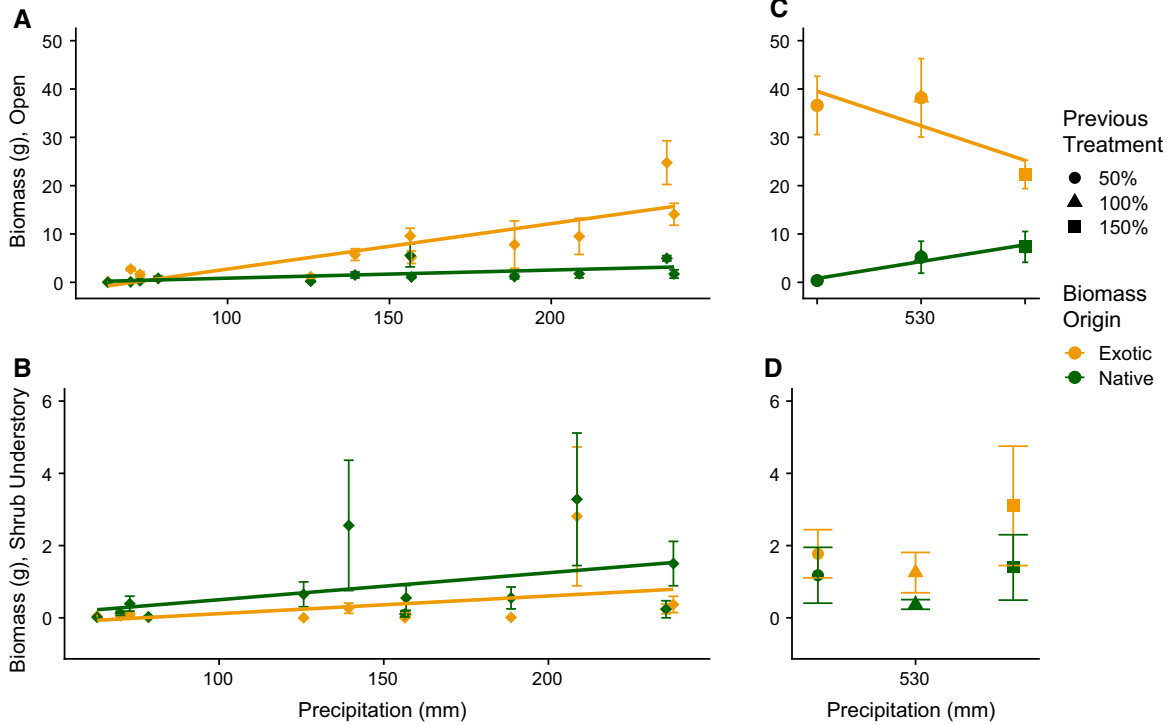 A
Biomass (g), Open
50
40
30
20
10
0
100
150
200
C
50
40
30
20
10
0
530
Previous
Treatment
50%
100%
150%
Biomass
Origin
Exotic
Native
B
Biomass (g), Shrub Understory
6
4
2
0
100
150
200
Precipitation (mm)
D
6
4
2
0
530
Precipitation (mm)